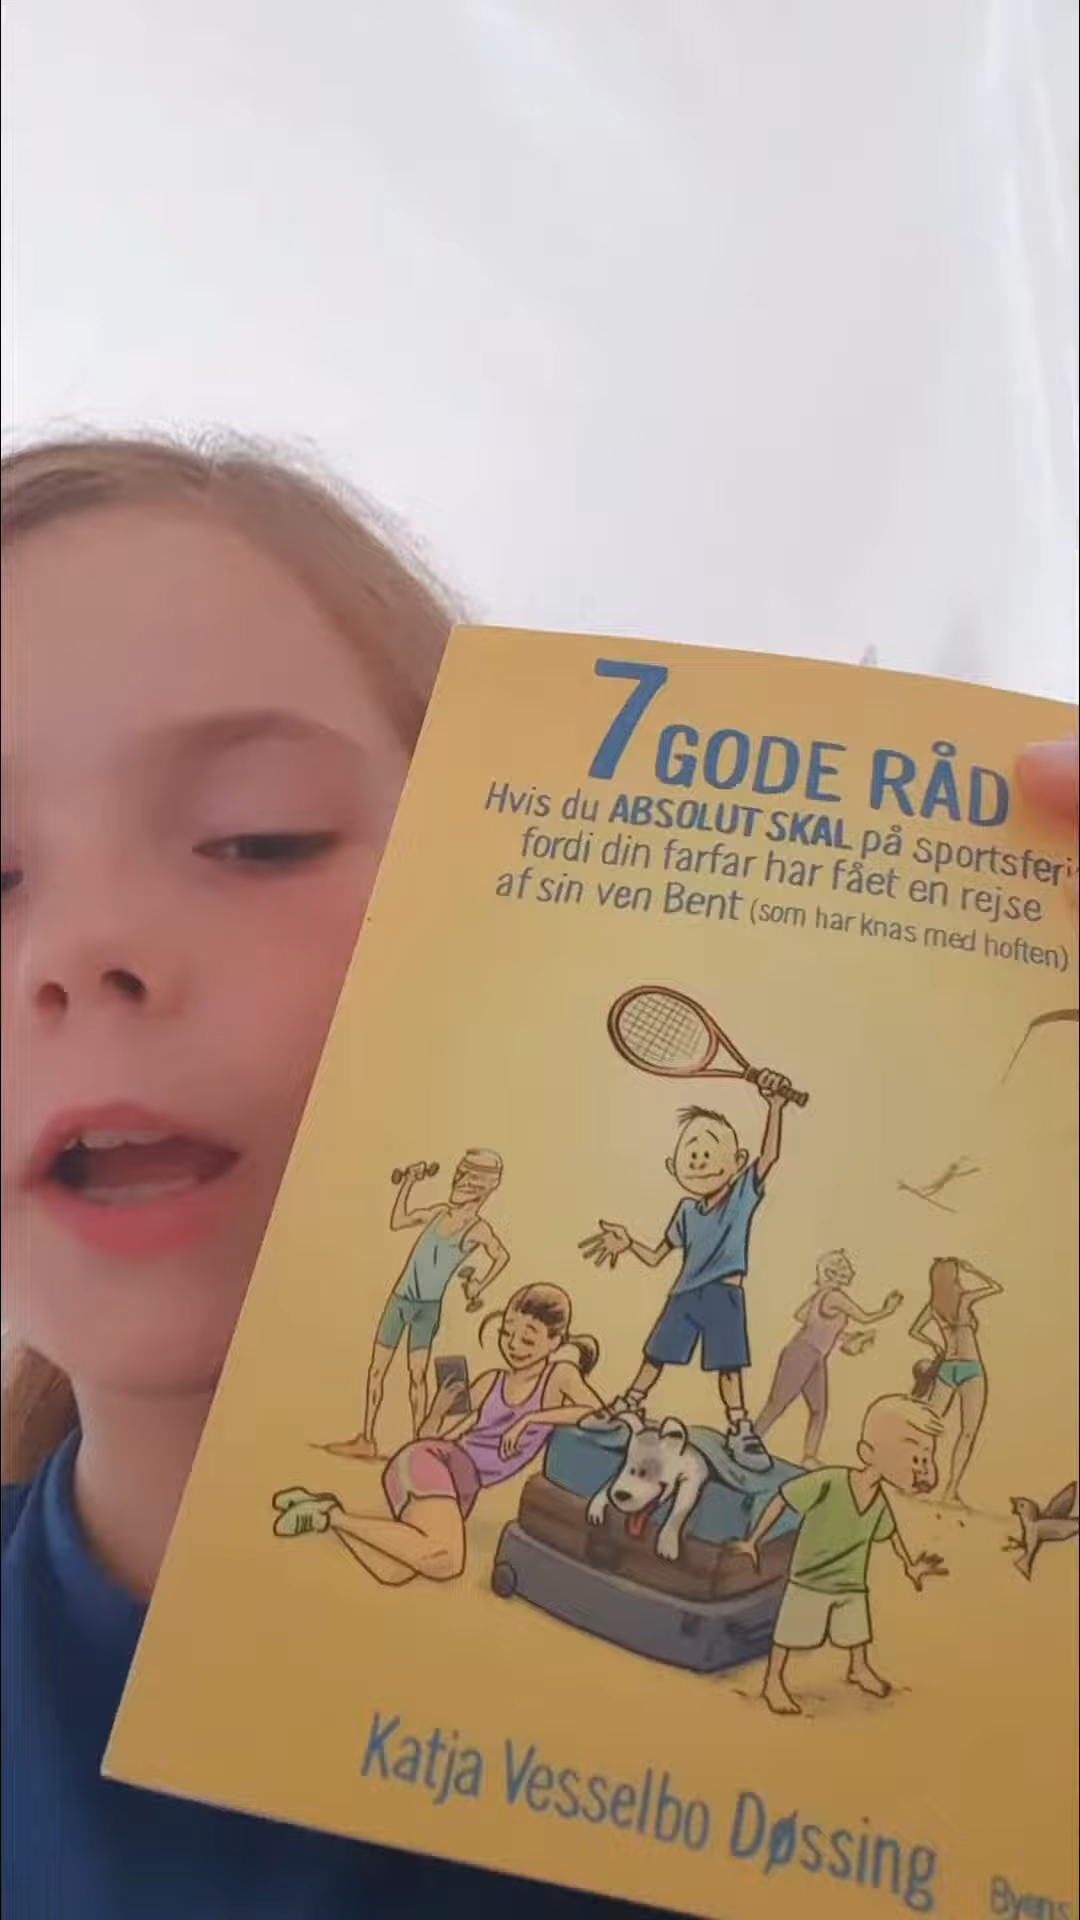 7 GODE RÅD
Hvis du ABSOLUT SKAL på sportsferi
fordi din farfar har fået en rejse
af sin ven Bent (som har knas med hoften)
Katja Vesselbo Døssing
Byens